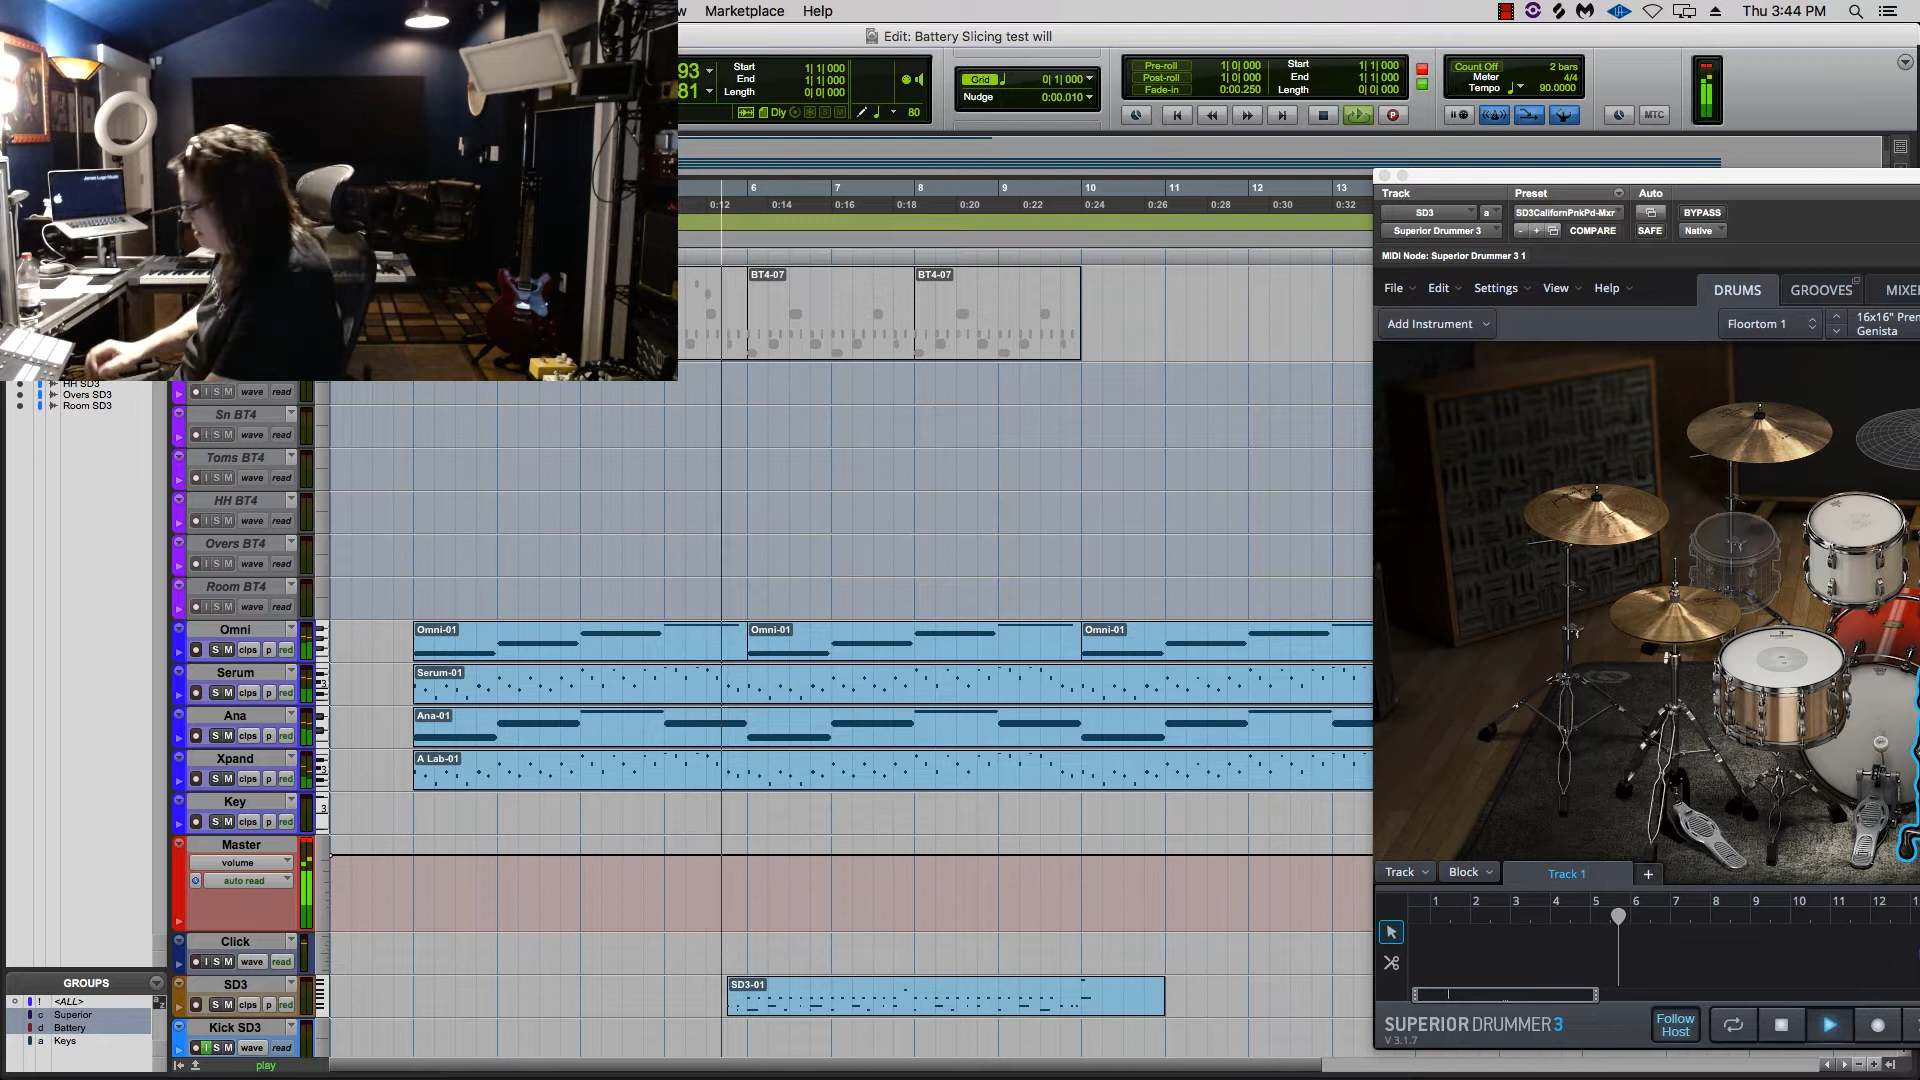 Marketplace Help
Thu 3:44 PM
Edit: Battery Slicing test will
93
81
Start 1| 1| 000
End 1| 1| 000
Length 0| 0| 000
Dly
80
Grid 0| 1| 000
Nudge 0:00.010
Pre-roll 1| 0| 000
Post-roll 1| 0| 000
Fade-in 0:00.250
Start 1| 1| 000
End 1| 1| 000
Length 0| 0| 000
Count Off 2 bars
Meter 4/4
Tempo 90.0000
MTC
6 7 8 9 10 11 12 13
0:12 0:14 0:16 0:18 0:20 0:22 0:24 0:26 0:28 0:30 0:32
BT4-07 BT4-07
James Lugo Music
HH SD3
Overs SD3
Room SD3
I S M wave read
Sn BT4
I S M wave read
Toms BT4
I S M wave read
HH BT4
I S M wave read
Overs BT4
I S M wave read
Room BT4
I S M wave read
Omni
S M clips p red
Omni-01 Omni-01 Omni-01
Serum
S M clips p red
Serum-01
Ana
S M clips p red
Ana-01
Xpand
S M clips p red
A Lab-01
Key
S M clips p red
Master
volume
auto read
Click
I S M wave read
SD3
S M clips p red
SD3-01
Kick SD3
I S M wave read
play
GROUPS
! <ALL>
c Superior
d Battery
a Keys
Track Preset Auto
SD3 a SD3CalifornPnkPd-Mxr BYPASS
Superior Drummer 3 - + COMPARE SAFE Native
MIDI Node: Superior Drummer 3 1
File Edit Settings View Help
DRUMS GROOVES MIXE
Add Instrument
Floortom 1
16x16" Prem
Genista
Track Block Track 1 +
1 2 3 4 5 6 7 8 9 10 11 12
SUPERIOR DRUMMER 3
V 3.1.7
Follow
Host